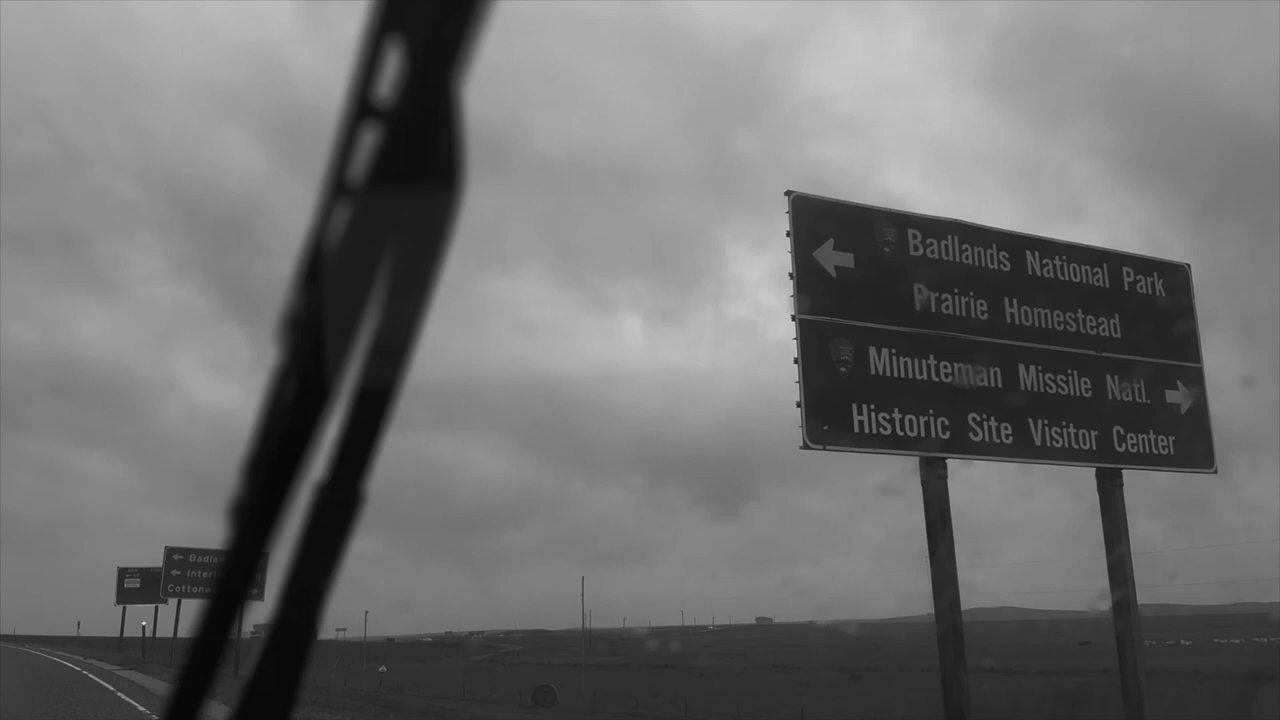 Badlands National Park
Prairie Homestead
Minuteman Missile Natl.
Historic Site Visitor Center